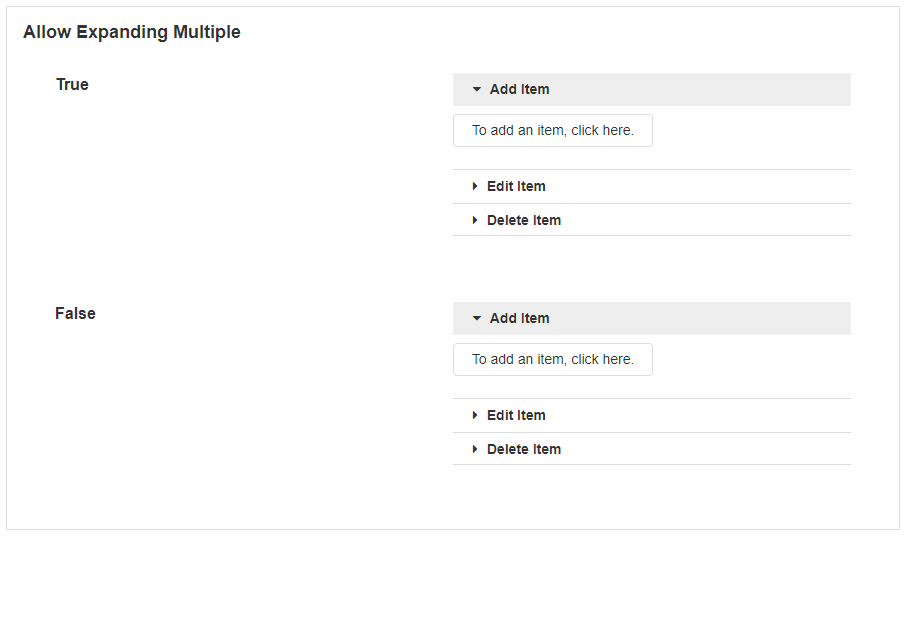 Allow Expanding Multiple
True
Add Item
To add an item, click here.
Edit Item
Delete Item
False
Add Item
To add an item, click here.
Edit Item
Delete Item